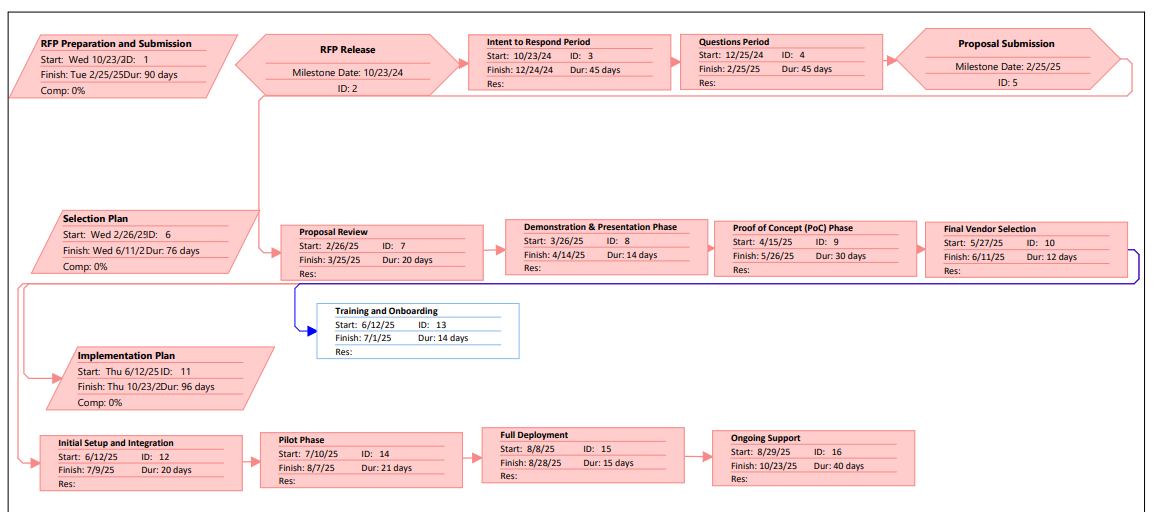 RFP Preparation and Submission
Start: Wed 10/23/2 ID: 1
Finish: Tue 2/25/25 Dur: 90 days
Comp: 0%
RFP Release
Milestone Date: 10/23/24
ID: 2
Intent to Respond Period
Start: 10/23/24 ID: 3
Finish: 12/24/24 Dur: 45 days
Res:
Questions Period
Start: 12/25/24 ID: 4
Finish: 2/25/25 Dur: 45 days
Res:
Proposal Submission
Milestone Date: 2/25/25
ID: 5
Selection Plan
Start: Wed 2/26/25 ID: 6
Finish: Wed 6/11/2 Dur: 76 days
Comp: 0%
Proposal Review
Start: 2/26/25 ID: 7
Finish: 3/25/25 Dur: 20 days
Res:
Demonstration & Presentation Phase
Start: 3/26/25 ID: 8
Finish: 4/14/25 Dur: 14 days
Res:
Proof of Concept (PoC) Phase
Start: 4/15/25 ID: 9
Finish: 5/26/25 Dur: 30 days
Res:
Final Vendor Selection
Start: 5/27/25 ID: 10
Finish: 6/11/25 Dur: 12 days
Res:
Training and Onboarding
Start: 6/12/25 ID: 13
Finish: 7/1/25 Dur: 14 days
Res:
Implementation Plan
Start: Thu 6/12/25 ID: 11
Finish: Thu 10/23/2 Dur: 96 days
Comp: 0%
Initial Setup and Integration
Start: 6/12/25 ID: 12
Finish: 7/9/25 Dur: 20 days
Res:
Pilot Phase
Start: 7/10/25 ID: 14
Finish: 8/7/25 Dur: 21 days
Res:
Full Deployment
Start: 8/8/25 ID: 15
Finish: 8/28/25 Dur: 15 days
Res:
Ongoing Support
Start: 8/29/25 ID: 16
Finish: 10/23/25 Dur: 40 days
Res: